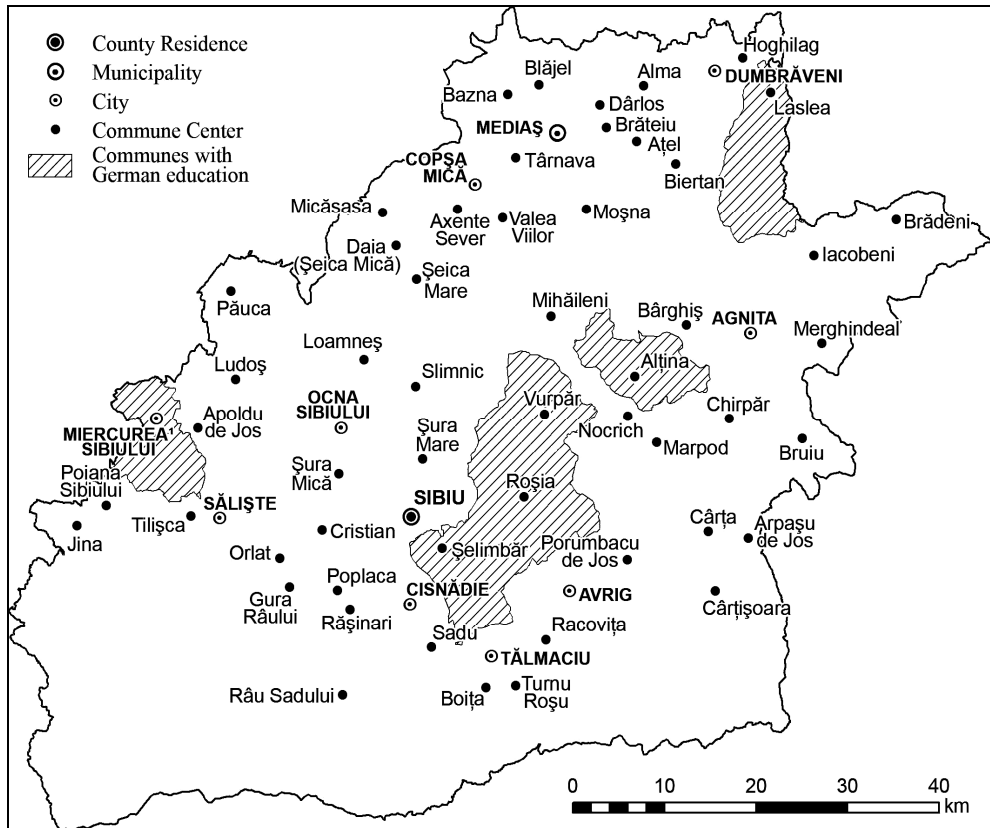 County Residence
Municipality
City
Commune Center
Communes with
German education
Hoghilag
DUMBRĂVENI
Laslea
Blăjel
Alma
Bazna
Dârlos
Brăteiu
MEDIAŞ
Aţel
Târnava
Biertan
COPŞA
MICĂ
Micăsasa
Axente
Sever
Valea
Viilor
Moşna
Brădeni
Daia
(Şeica Mică)
Iacobeni
Şeica
Mare
Păuca
Mihăileni
Bârghiş
AGNITA
Merghindeal
Loamneş
Alţina
Ludoş
Slimnic
OCNA
SIBIULUI
Vurpăr
Nocrich
Chirpăr
Apoldu
de Jos
MIERCUREA
SIBIULUI
Şura
Mare
Marpod
Bruiu
Poiana
Sibiului
Şura
Mică
Roşia
SĂLIŞTE
SIBIU
Tilişca
Jina
Cristian
Cârţa
Arpaşu
de Jos
Orlat
Şelimbăr
Porumbacu
de Jos
Gura
Râului
Poplaca
CISNĂDIE
AVRIG
Cârţişoara
Răşinari
Sadu
Racoviţa
TĂLMACIU
Râu Sadului
Boiţa
Turnu
Roşu
0 10 20 30 40
km